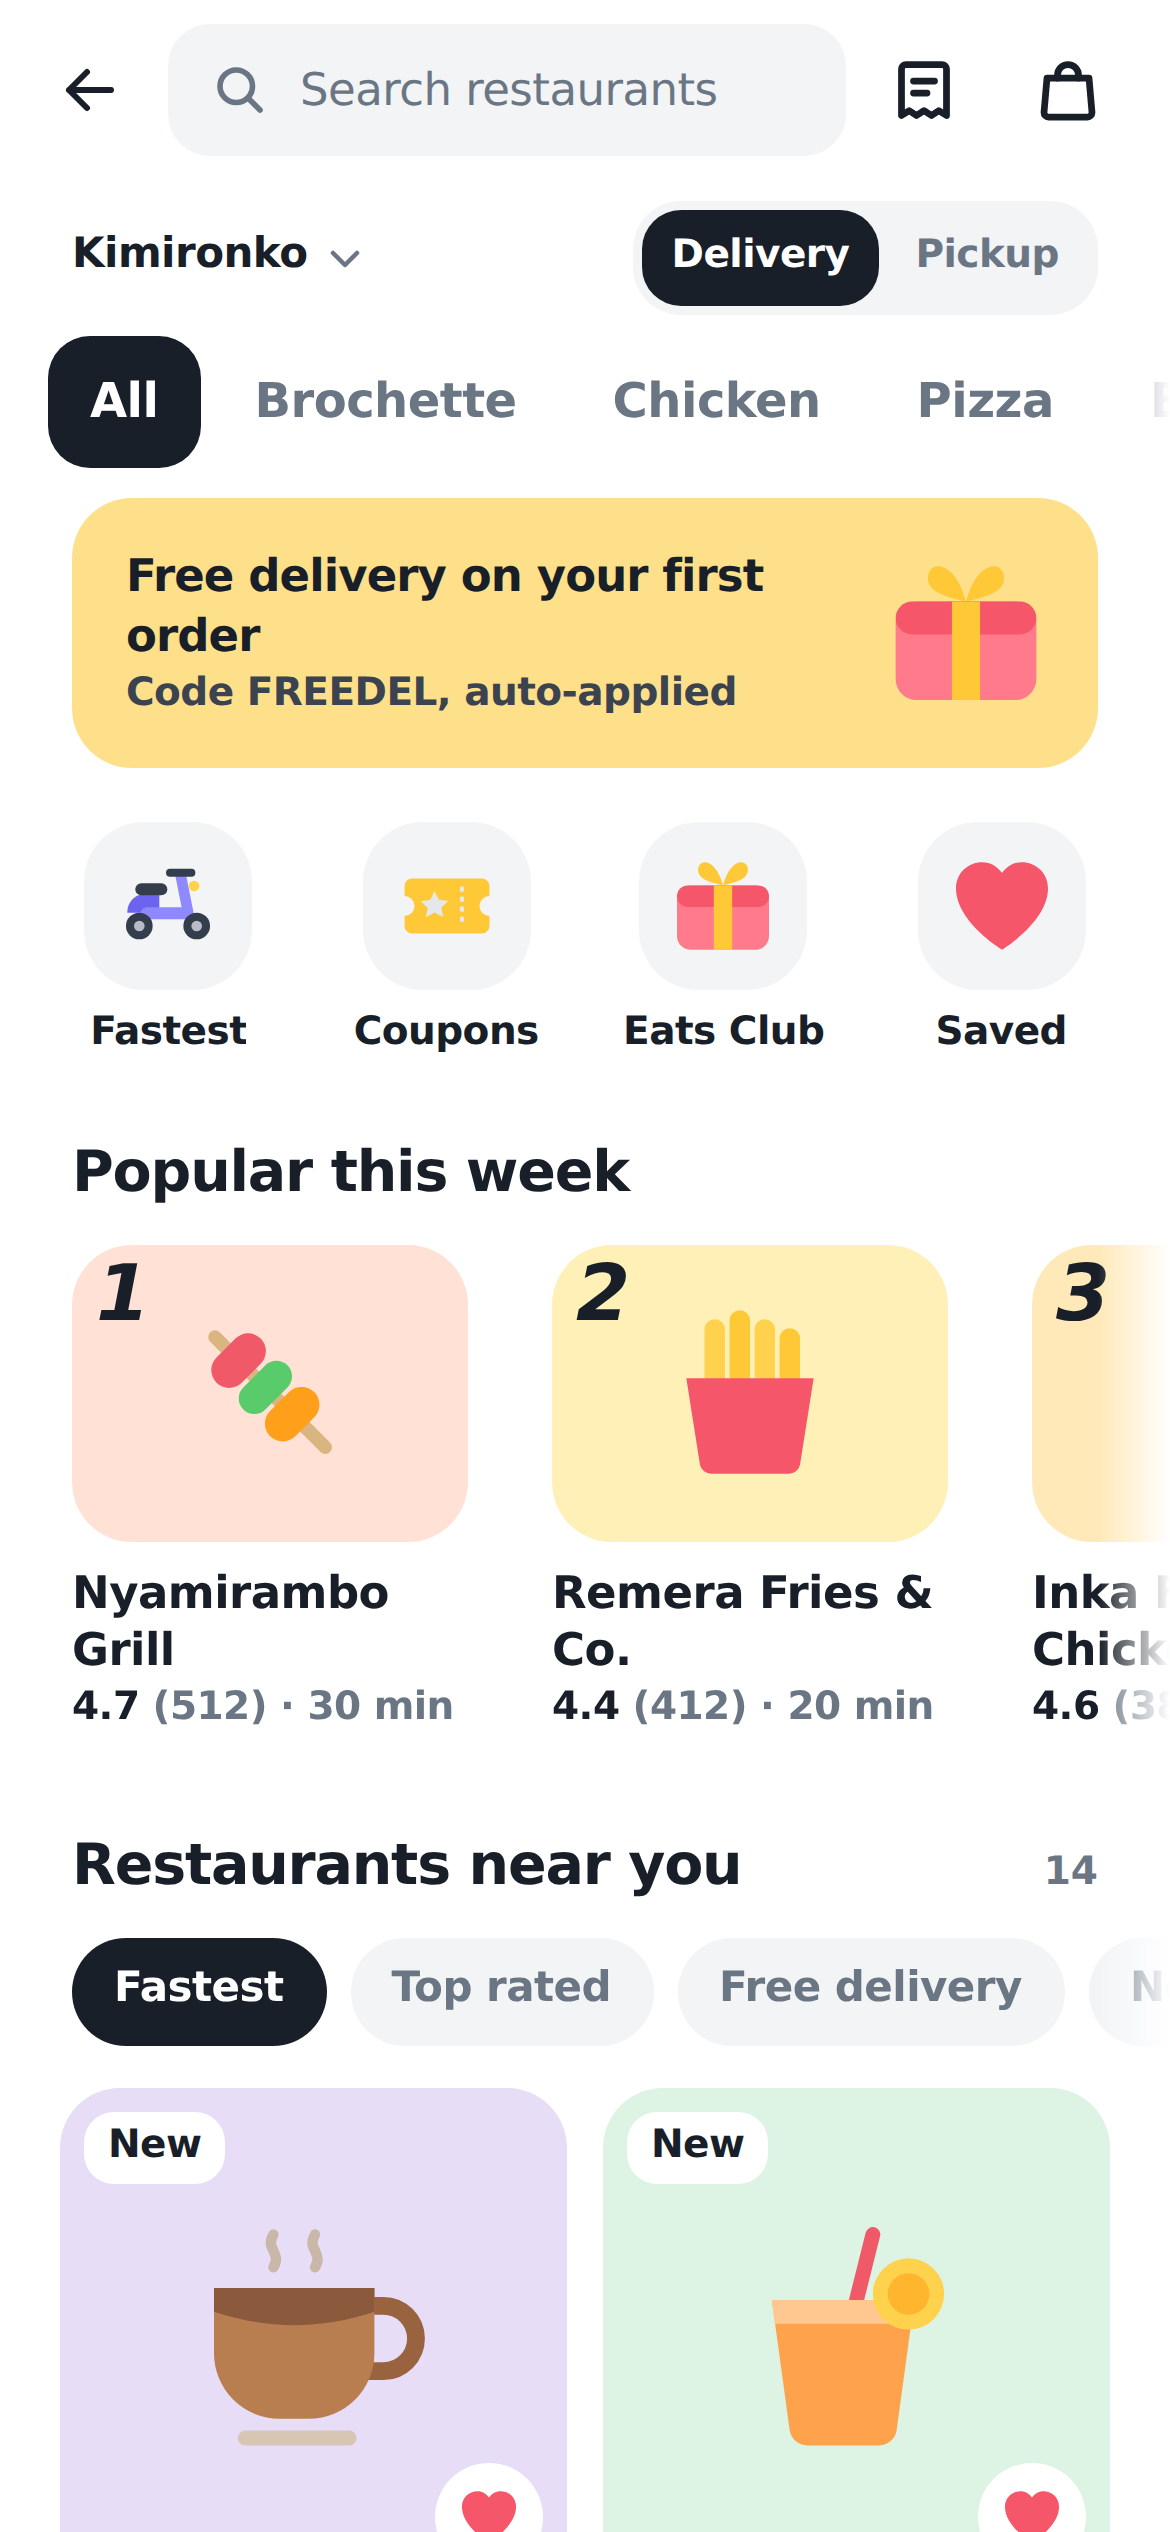 Search restaurants
Kimironko
Delivery
Pickup
All
Brochette
Chicken
Pizza
Free delivery on your first
order
Code FREEDEL, auto-applied
Fastest
Coupons
Eats Club
Saved
Popular this week
1
2
3
Nyamirambo
Grill
4.7 (512) · 30 min
Remera Fries &
Co.
4.4 (412) · 20 min
Inka
4.6
Restaurants near you
14
Fastest
Top rated
Free delivery
New
New